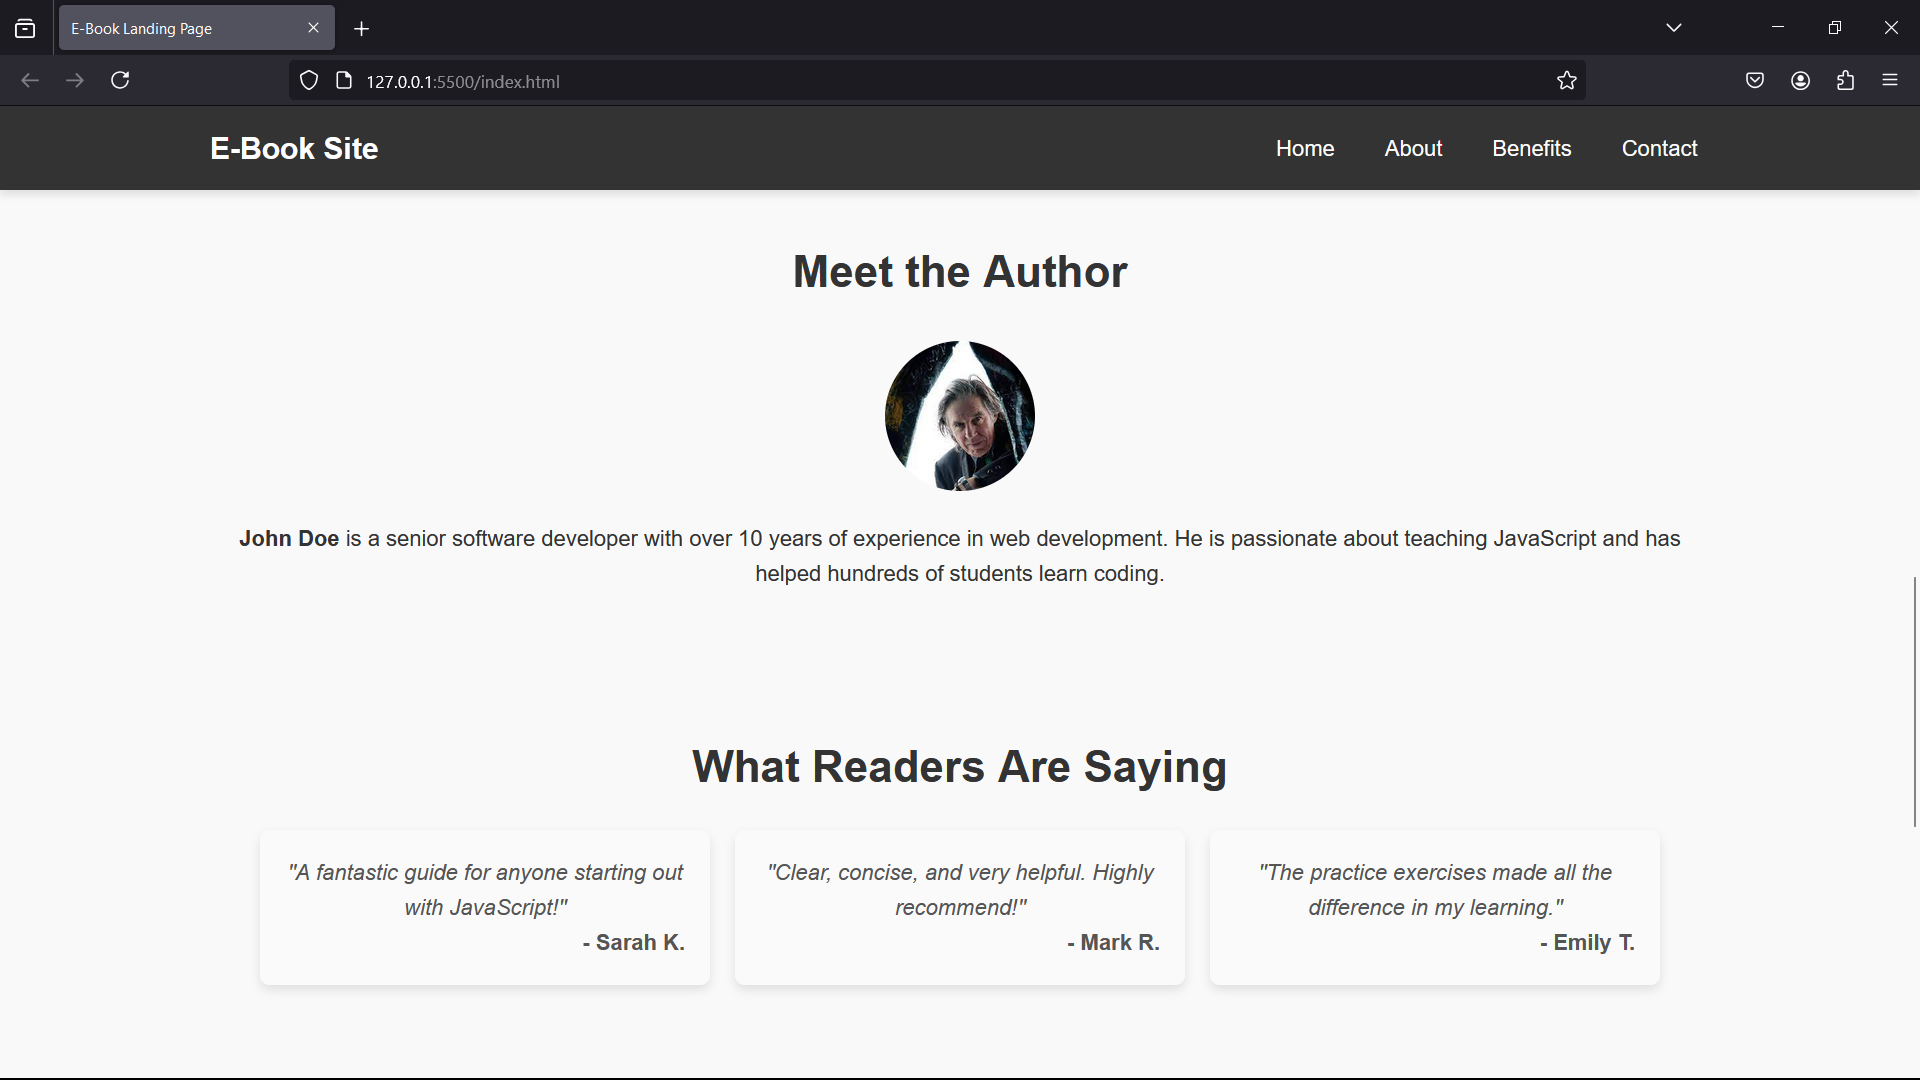 E-Book Landing Page
127.0.0.1:5500/index.html
E-Book Site
Home About Benefits Contact
Meet the Author
John Doe is a senior software developer with over 10 years of experience in web development. He is passionate about teaching JavaScript and has
helped hundreds of students learn coding.
What Readers Are Saying
"A fantastic guide for anyone starting out
with JavaScript!"
- Sarah K.
"Clear, concise, and very helpful. Highly
recommend!"
- Mark R.
"The practice exercises made all the
difference in my learning."
- Emily T.